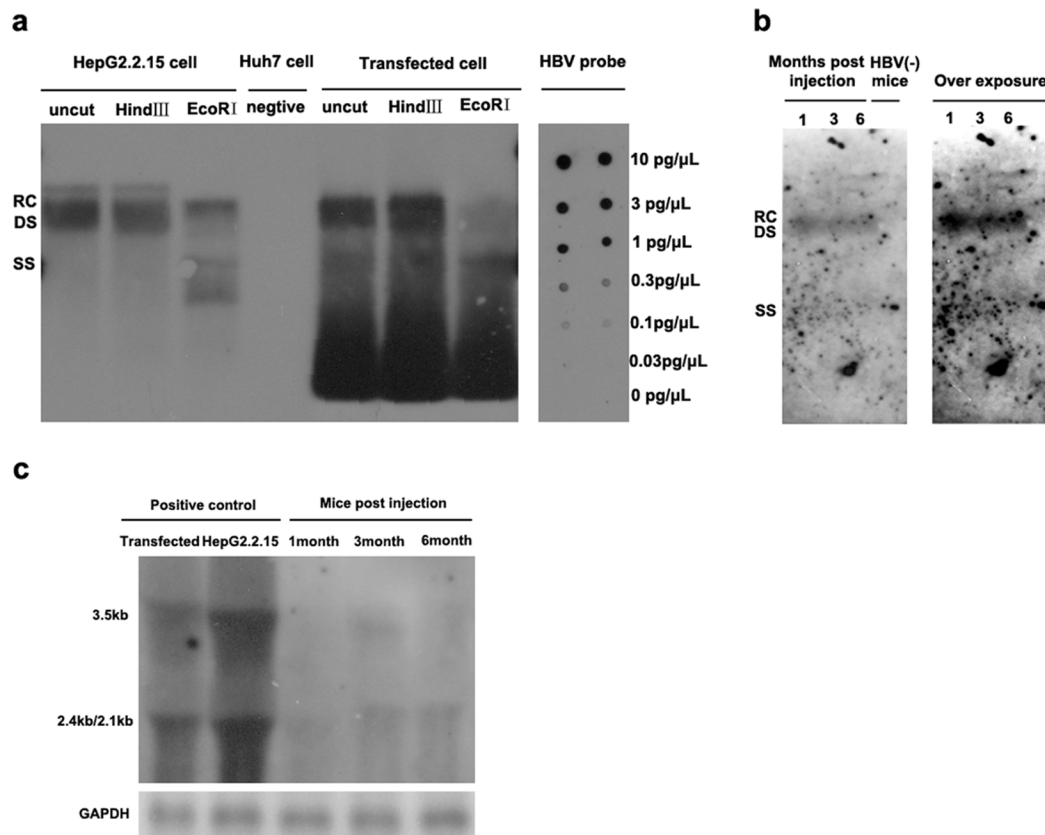 a
HepG2.2.15 cell Huh7 cell Transfected cell HBV probe
uncut HindIII EcoRI negtive uncut HindIII EcoRI
RC
DS
SS
10 pg/μL
3 pg/μL
1 pg/μL
0.3pg/μL
0.1pg/μL
0.03pg/μL
0 pg/μL
b
Months post injection HBV(-) mice Over exposure
1 3 6 1 3 6
RC
DS
SS
c
Positive control Mice post injection
Transfected HepG2.2.15 1month 3month 6month
3.5kb
2.4kb/2.1kb
GAPDH